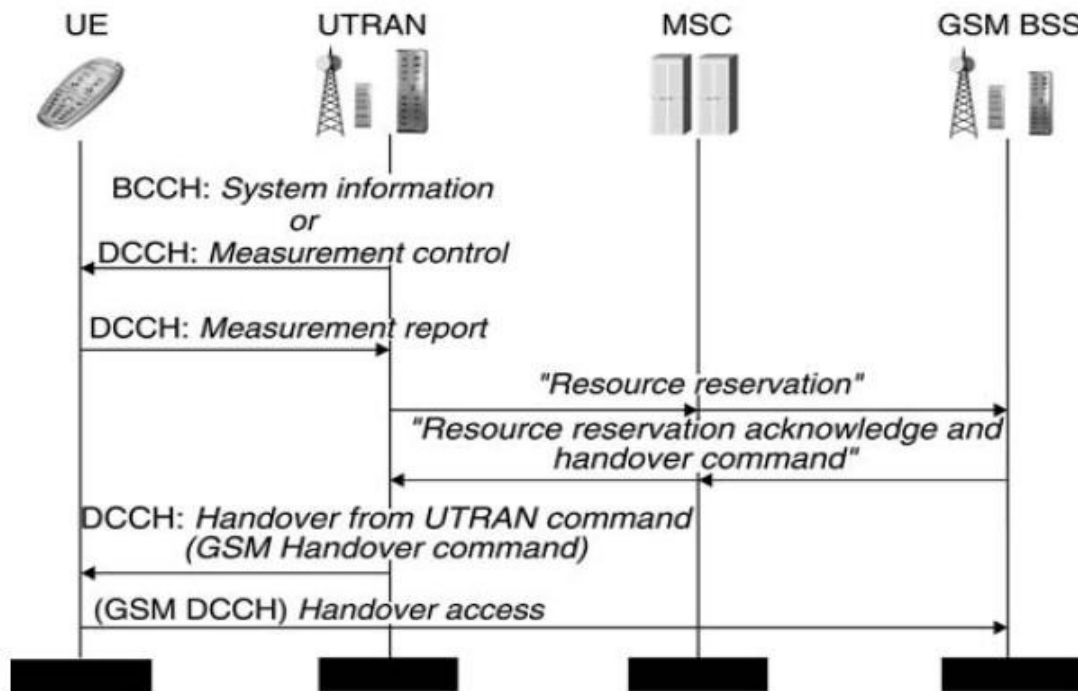 UE UTRAN MSC GSM BSS
BCCH: System information
or
DCCH: Measurement control
DCCH: Measurement report
"Resource reservation"
"Resource reservation acknowledge and
handover command"
DCCH: Handover from UTRAN command
(GSM Handover command)
(GSM DCCH) Handover access